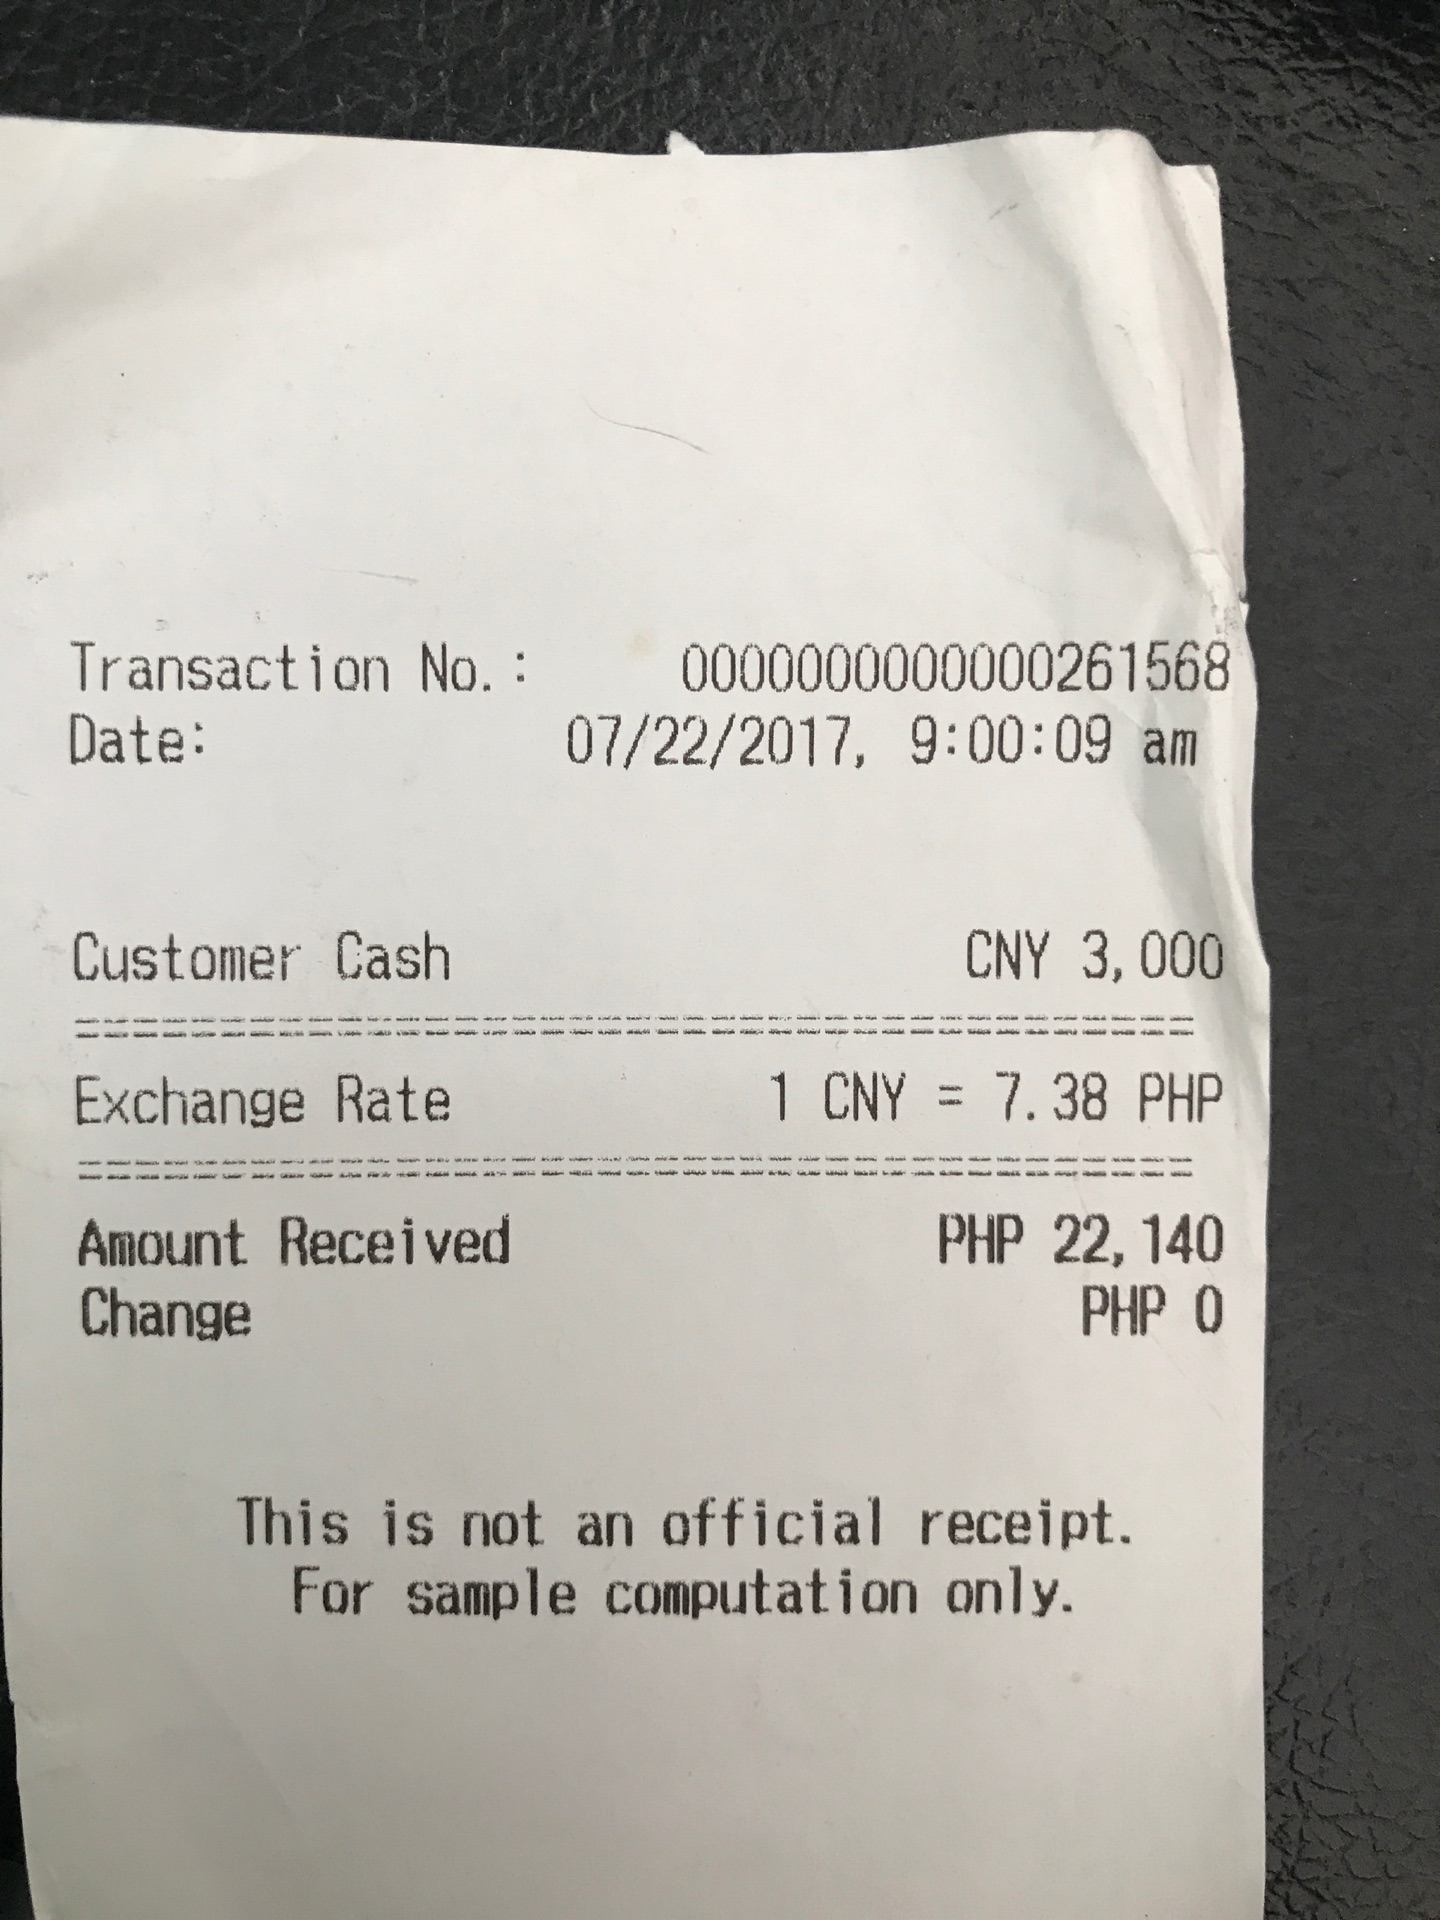 Transaction No.: 0000000000000261568
Date: 07/22/2017, 9:00:09 am
Customer Cash CNY 3,000
=======================================
Exchange Rate 1 CNY = 7.38 PHP
=======================================
Amount Received PHP 22,140
Change PHP 0
This is not an official receipt.
For sample computation only.